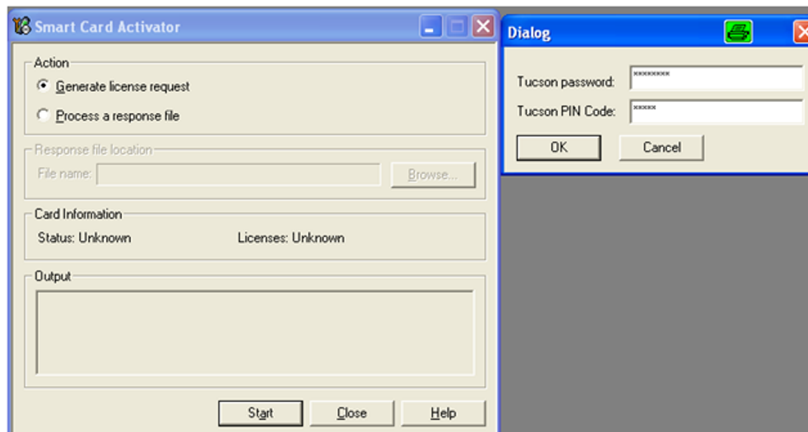 Smart Card Activator
Action
Generate license request
Process a response file
Response file location
File name:
Browse...
Card Information
Status: Unknown Licenses: Unknown
Output
Start Close Help
Dialog
Tucson password: ********
Tucson PIN Code: *****
OK Cancel